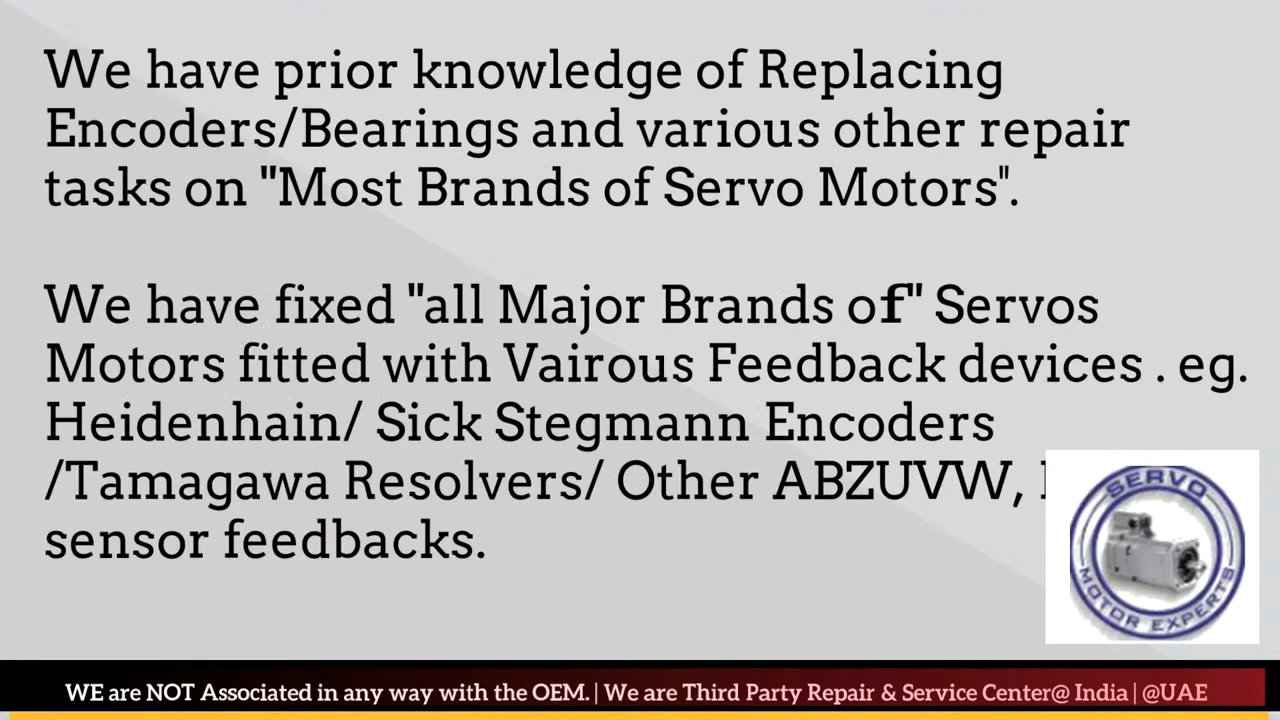 We have prior knowledge of Replacing
Encoders/Bearings and various other repair
tasks on "Most Brands of Servo Motors".
We have fixed "all Major Brands of" Servos
Motors fitted with Vairous Feedback devices . eg.
Heidenhain/ Sick Stegmann Encoders
/Tamagawa Resolvers/ Other ABZUVW,
sensor feedbacks.
SERVO
MOTOR EXPERTS
WE are NOT Associated in any way with the OEM. | We are Third Party Repair & Service Center@ India | @UAE